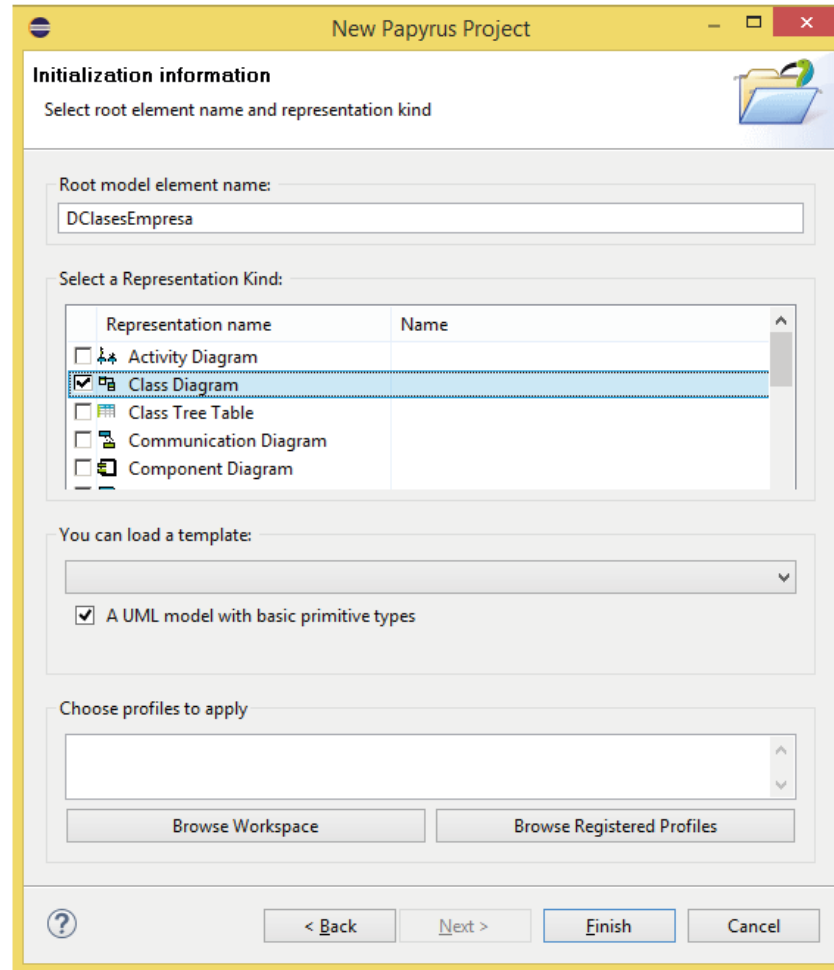 New Papyrus Project
Initialization information
Select root element name and representation kind
Root model element name:
DClasesEmpresa
Select a Representation Kind:
Representation name Name
Activity Diagram
Class Diagram
Class Tree Table
Communication Diagram
Component Diagram
You can load a template:
A UML model with basic primitive types
Choose profiles to apply
Browse Workspace Browse Registered Profiles
? < Back Next > Finish Cancel